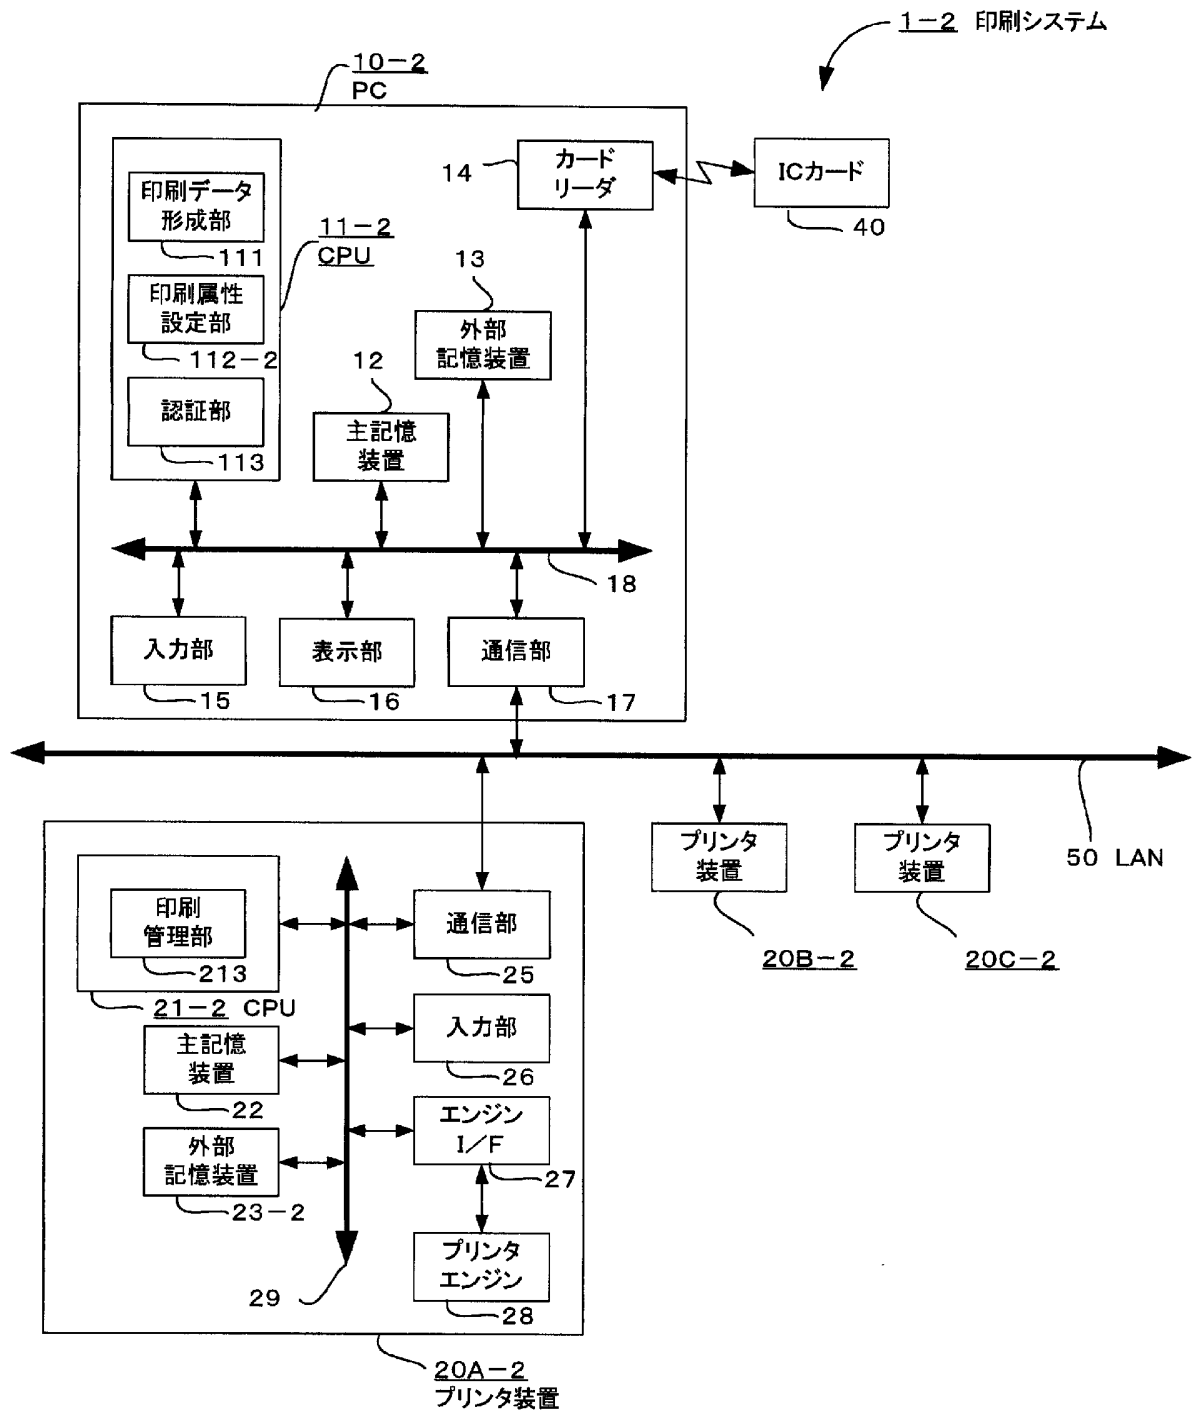 1-2 印刷システム
10-2
PC
カード
リーダ
14
ICカード
40
印刷データ
形成部
111
11-2
CPU
印刷属性
設定部
112-2
認証部
113
13
外部
記憶装置
12
主記憶
装置
18
入力部
15
表示部
16
通信部
17
50 LAN
プリンタ
装置
20B-2
プリンタ
装置
20C-2
印刷
管理部
213
21-2 CPU
主記憶
装置
22
外部
記憶装置
23-2
通信部
25
入力部
26
エンジン
I/F
27
プリンタ
エンジン
28
29
20A-2
プリンタ装置